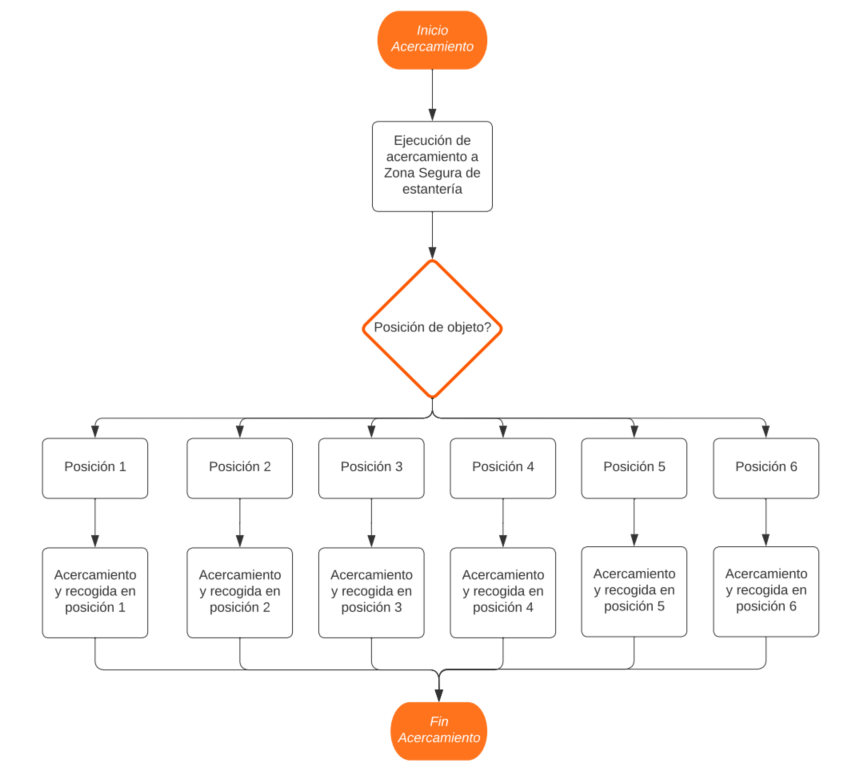 Inicio
Acercamiento
Ejecución de
acercamiento a
Zona Segura de
estantería
Posición de objeto?
Posición 1
Posición 2
Posición 3
Posición 4
Posición 5
Posición 6
Acercamiento
y recogida en
posición 1
Acercamiento
y recogida en
posición 2
Acercamiento
y recogida en
posición 3
Acercamiento
y recogida en
posición 4
Acercamiento
y recogida en
posición 5
Acercamiento
y recogida en
posición 6
Fin
Acercamiento